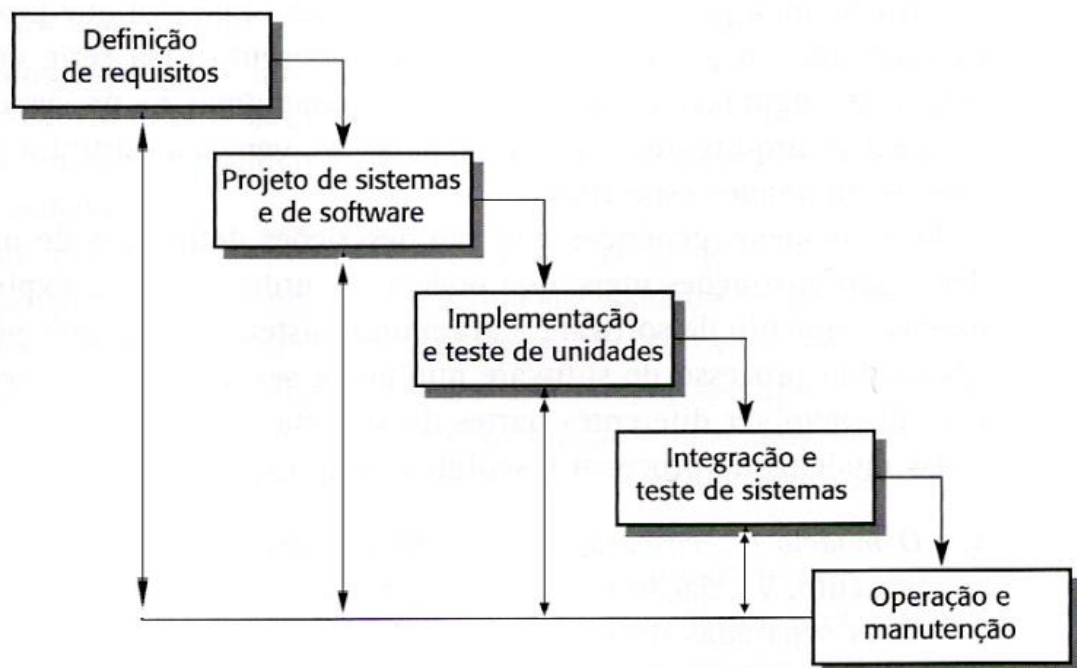 Definição
de requisitos
Projeto de sistemas
e de software
Implementação
e teste de unidades
Integração e
teste de sistemas
Operação e
manutenção